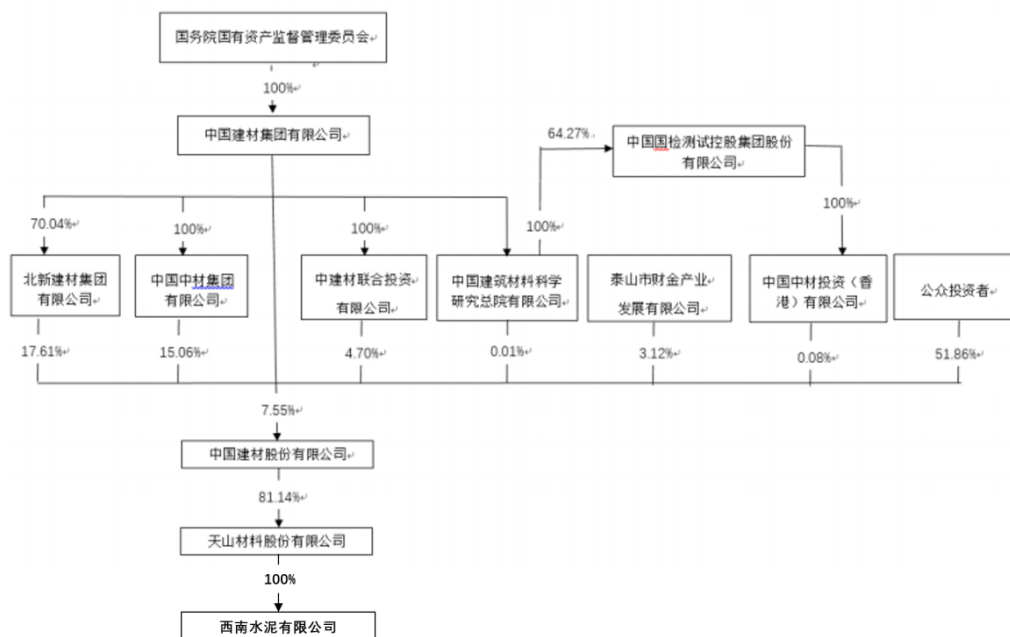 国务院国有资产监督管理委员会
100%
中国建材集团有限公司
64.27%
中国国检测试控股集团股份
有限公司
70.04%
100%
100%
100%
100%
北新建材集团
有限公司
中国中材集团
有限公司
中建材联合投资
有限公司
中国建筑材料科学
研究总院有限公司
泰山市财金产业
发展有限公司
中国中材投资（香
港）有限公司
公众投资者
17.61%
15.06%
4.70%
0.01%
3.12%
0.08%
51.86%
7.55%
中国建材股份有限公司
81.14%
天山材料股份有限公司
100%
西南水泥有限公司